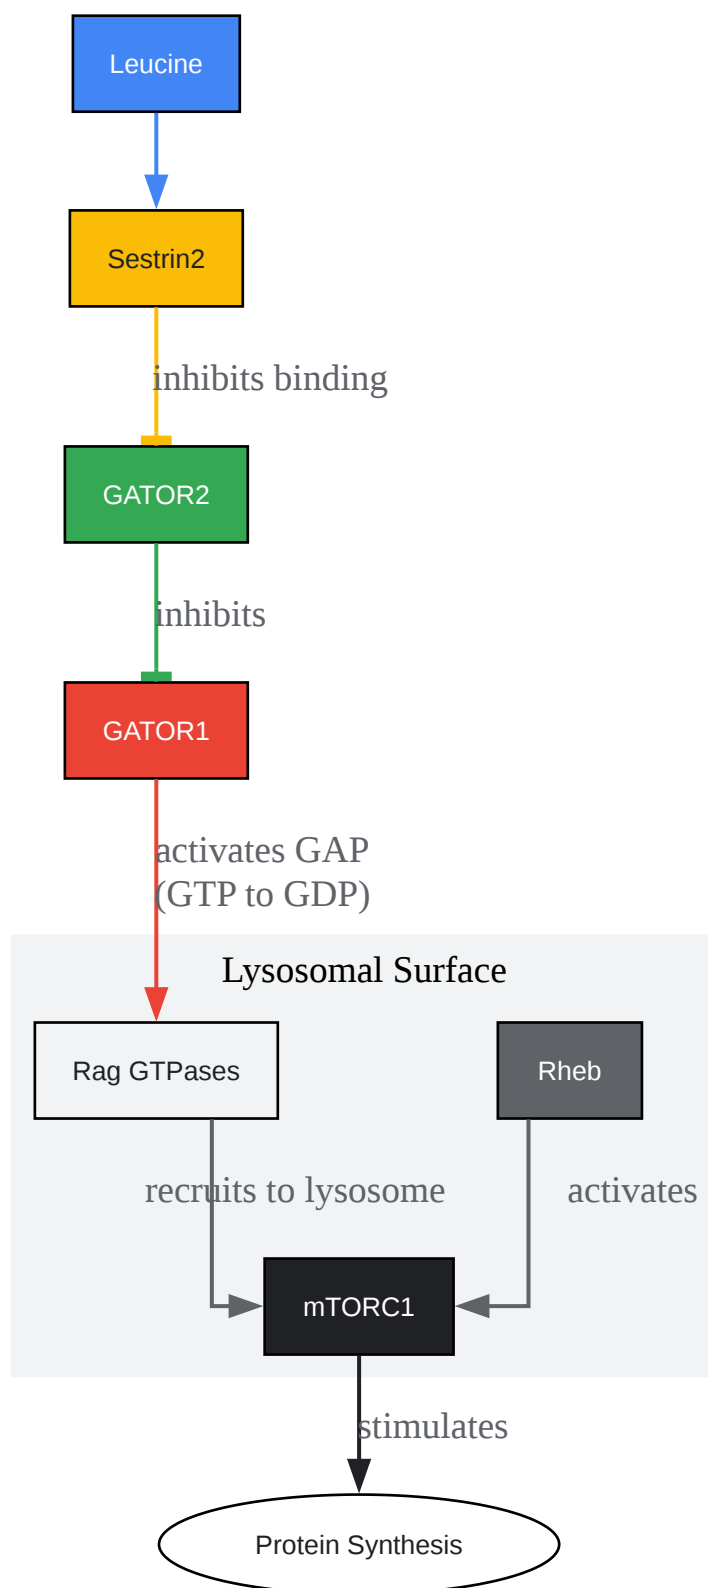 Leucine
Sestrin2
inhibits binding
GATOR2
inhibits
GATOR1
activates GAP
(GTP to GDP)
Lysosomal Surface
Rag GTPases
Rheb
recruits to lysosome
activates
mTORC1
stimulates
Protein Synthesis